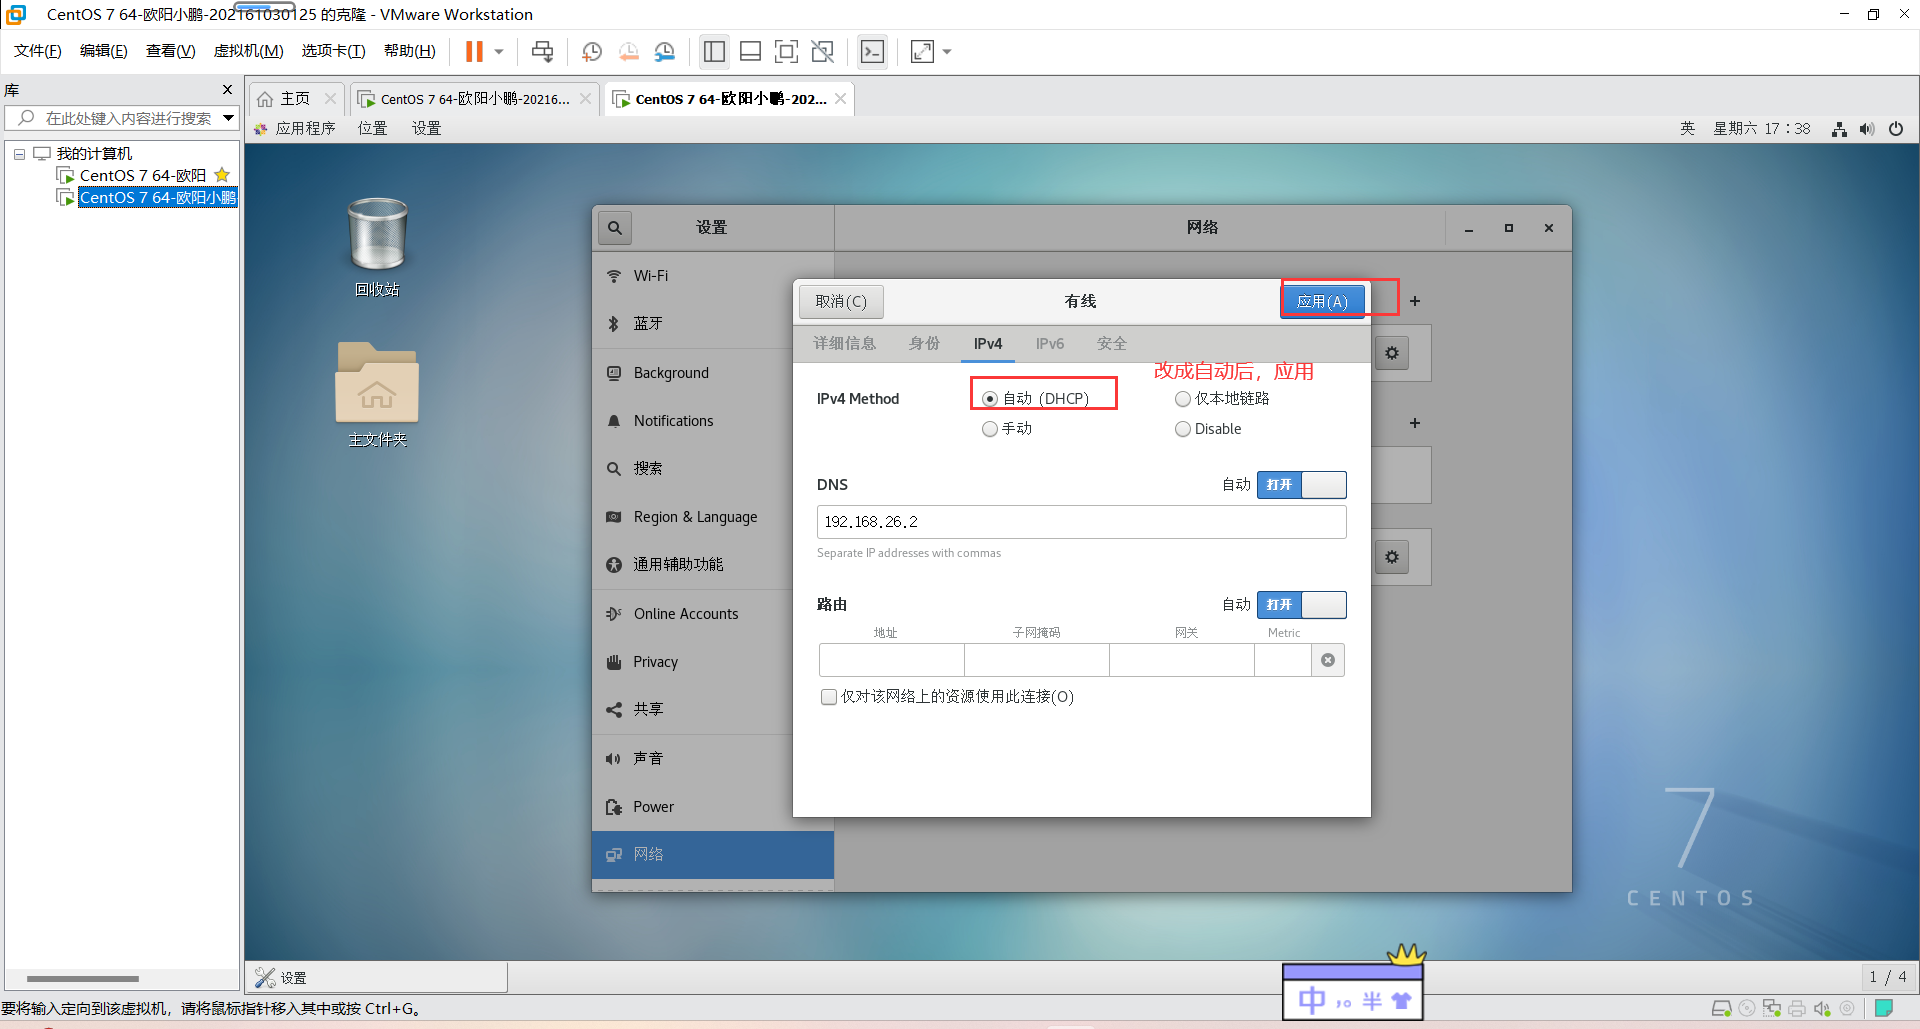 CentOS 7 64-欧阳小鹏-202161030125 的克隆 - VMware Workstation
文件(F) 编辑(E) 查看(V) 虚拟机(M) 选项卡(T) 帮助(H)
库
在此处键入内容进行搜索
我的计算机
CentOS 7 64-欧阳
CentOS 7 64-欧阳小鹏
主页
CentOS 7 64-欧阳小鹏-20216...
CentOS 7 64-欧阳小鹏-202...
应用程序 位置 设置
英 星期六 17：38
回收站
主文件夹
设置
网络
Wi-Fi
蓝牙
Background
Notifications
搜索
Region & Language
通用辅助功能
Online Accounts
Privacy
共享
声音
Power
网络
取消(C)
有线
应用(A)
详细信息 身份 IPv4 IPv6 安全
改成自动后，应用
IPv4 Method
自动 (DHCP)
仅本地链路
手动
Disable
DNS
自动 打开
192.168.26.2
Separate IP addresses with commas
路由
自动 打开
地址 子网掩码 网关 Metric
仅对该网络上的资源使用此连接(O)
7
CENTOS
设置
1 / 4
中 ,。半
要将输入定向到该虚拟机，请将鼠标指针移入其中或按 Ctrl+G。